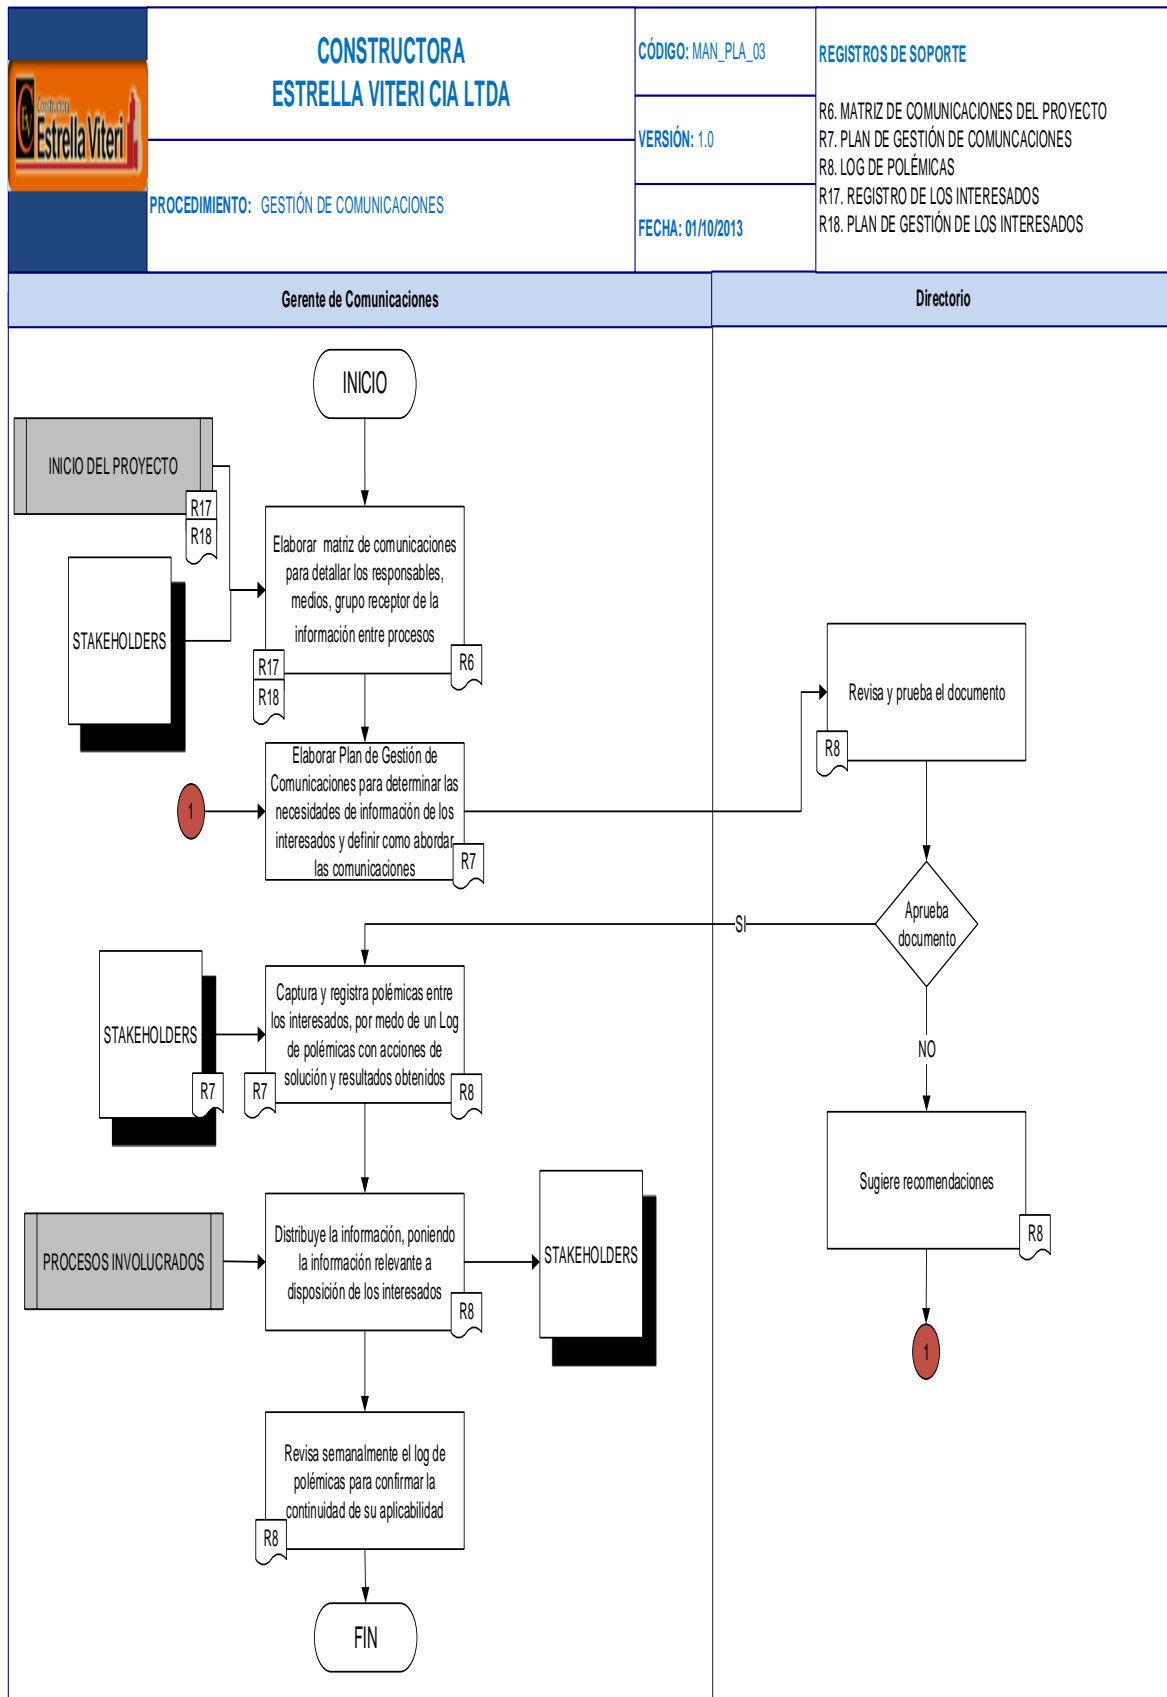 CONSTRUCTORA
ESTRELLA VITERI CIA LTDA
Constructora
Estrella Viteri
PROCEDIMIENTO: GESTIÓN DE COMUNICACIONES
CÓDIGO: MAN_PLA_03
VERSIÓN: 1.0
FECHA: 01/10/2013
REGISTROS DE SOPORTE
R6. MATRIZ DE COMUNICACIONES DEL PROYECTO
R7. PLAN DE GESTIÓN DE COMUNCACIONES
R8. LOG DE POLÉMICAS
R17. REGISTRO DE LOS INTERESADOS
R18. PLAN DE GESTIÓN DE LOS INTERESADOS
Gerente de Comunicaciones
Directorio
INICIO
INICIO DEL PROYECTO
R17
R18
STAKEHOLDERS
Elaborar matriz de comunicaciones
para detallar los responsables,
medios, grupo receptor de la
información entre procesos
R17
R18
R6
1
Elaborar Plan de Gestión de
Comunicaciones para determinar las
necesidades de información de los
interesados y definir como abordar
las comunicaciones
R7
Revisa y prueba el documento
R8
Aprueba
documento
SI
NO
Sugiere recomendaciones
R8
1
STAKEHOLDERS
R7
Captura y registra polémicas entre
los interesados, por medo de un Log
de polémicas con acciones de
solución y resultados obtenidos
R7
R8
PROCESOS INVOLUCRADOS
Distribuye la información, poniendo
la información relevante a
disposición de los interesados
R8
STAKEHOLDERS
Revisa semanalmente el log de
polémicas para confirmar la
continuidad de su aplicabilidad
R8
FIN